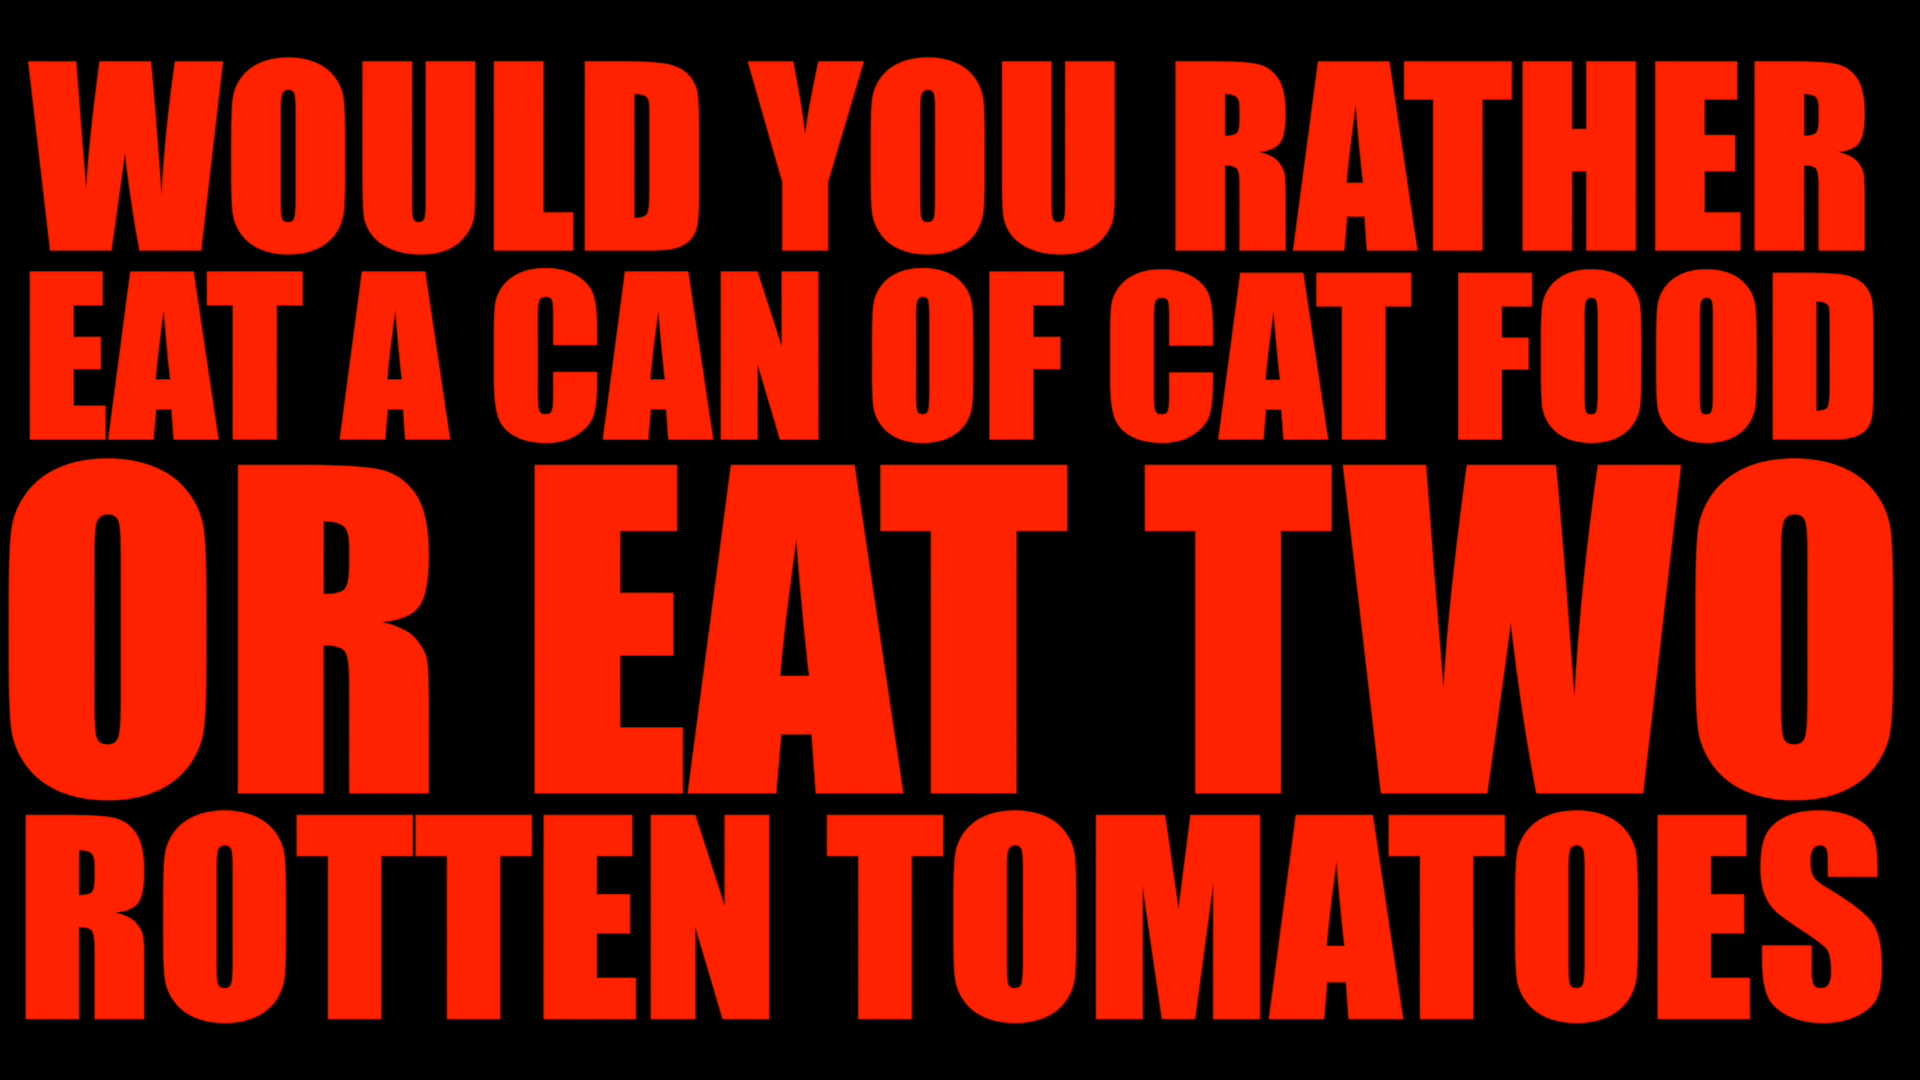 WOULD YOU RATHER
EAT A CAN OF CAT FOOD
OR EAT TWO
ROTTEN TOMATOES